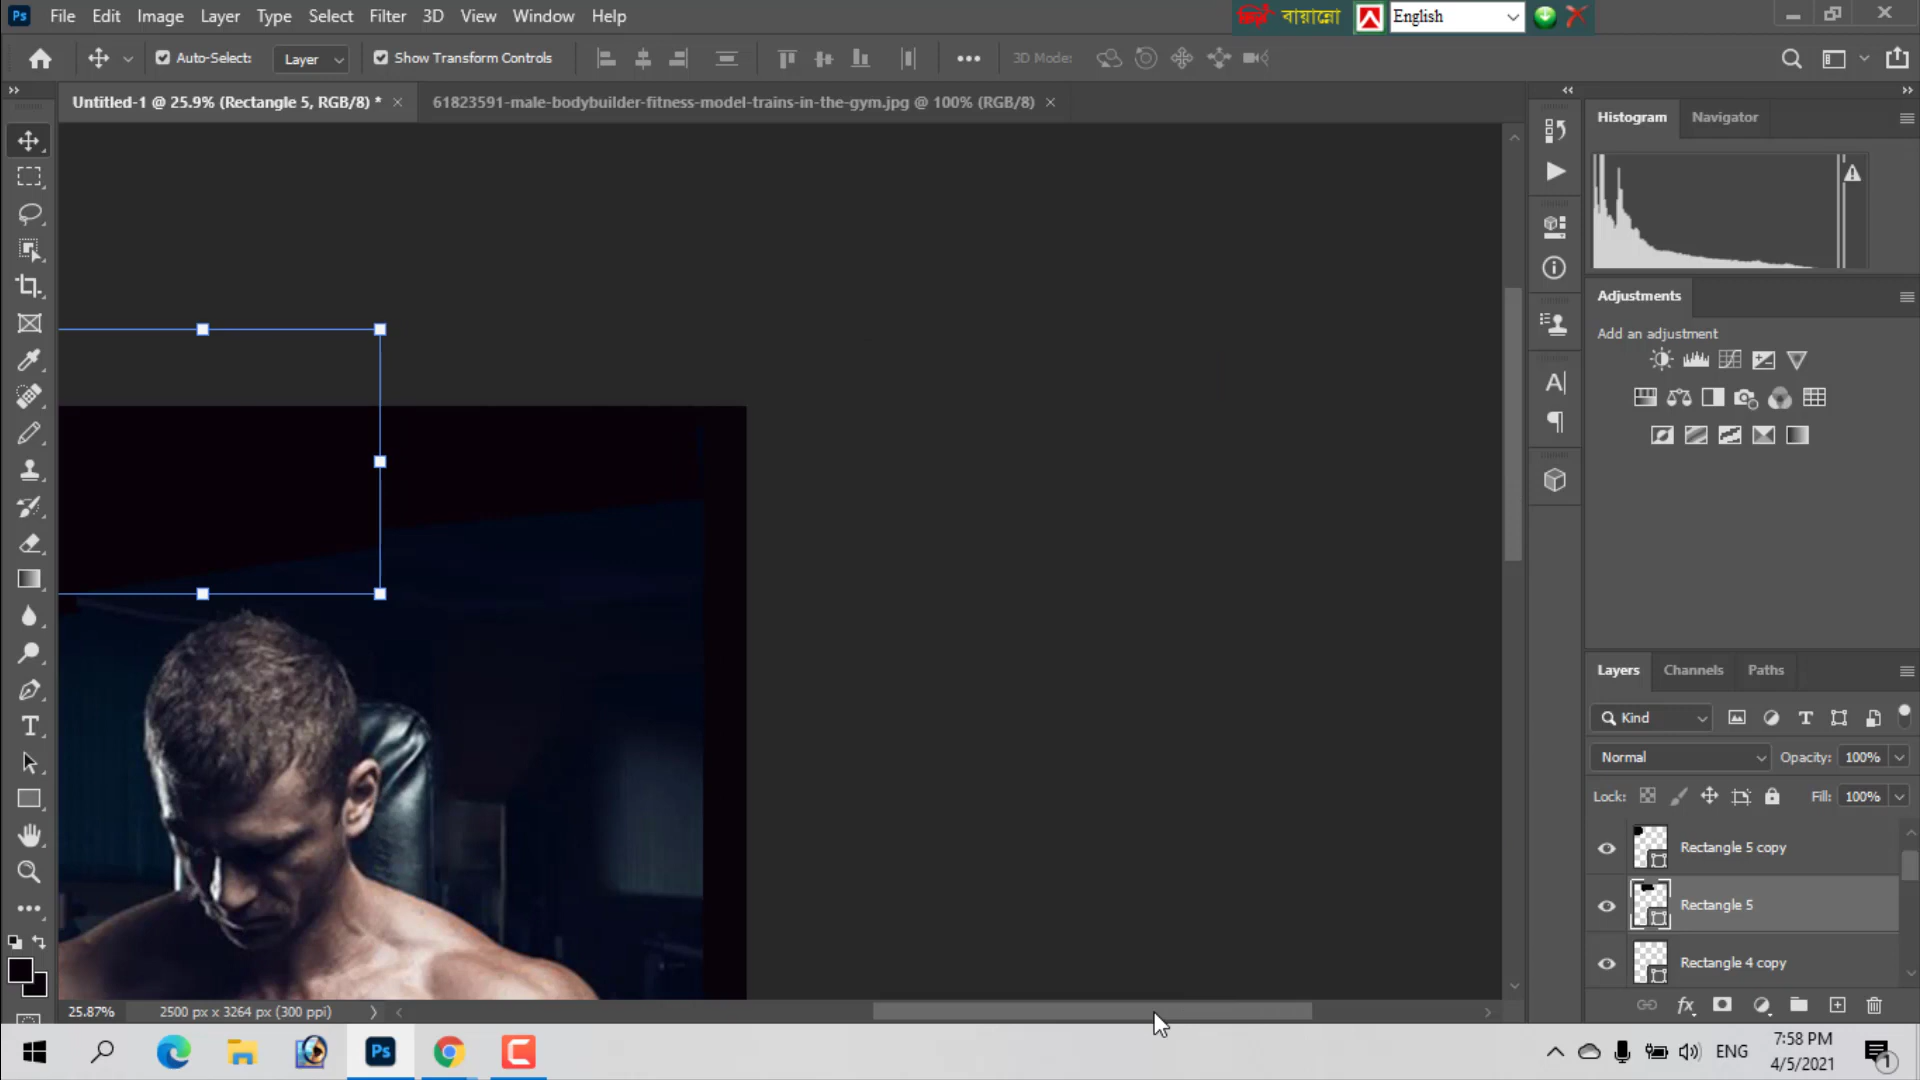 Ps File Edit Image Layer Type Select Filter 3D View Window Help
বায়ান্নো English
Auto-Select: Layer Show Transform Controls 3D Mode:
Untitled-1 @ 25.9% (Rectangle 5, RGB/8) * 61823591-male-bodybuilder-fitness-model-trains-in-the-gym.jpg @ 100% (RGB/8)
Histogram Navigator
Adjustments
Add an adjustment
Layers Channels Paths
Kind
Normal Opacity: 100%
Lock: Fill: 100%
Rectangle 5 copy
Rectangle 5
Rectangle 4 copy
25.87% 2500 px x 3264 px (300 ppi)
Ps ENG 7:58 PM
4/5/2021 1